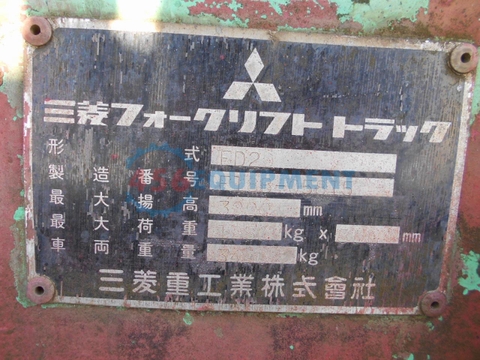 三菱フォークリフトトラック
形式 FD2
製造番号
最大揚高 mm
最大荷重 kg x mm
車両重量 kg
三菱重工業株式會社
EQUIPMENT